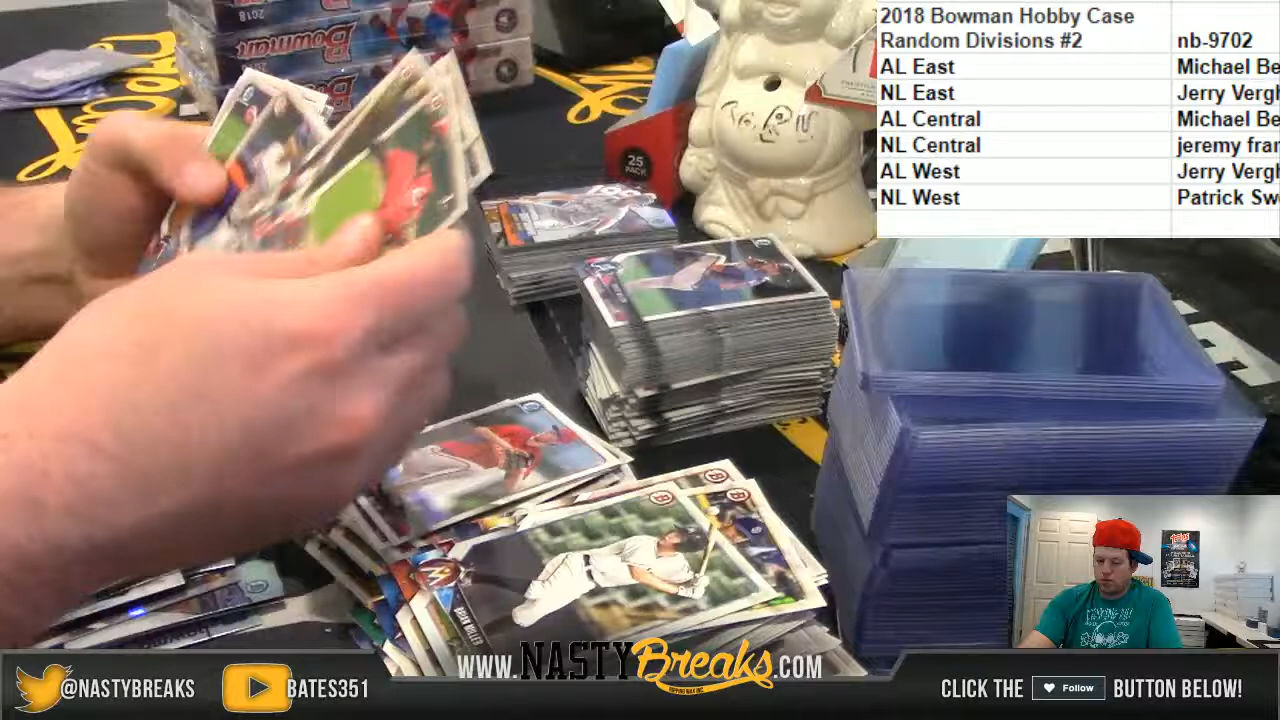 2018 Bowman Hobby Case
Random Divisions #2 nb-9702
AL East Michael Be
NL East Jerry Vergh
AL Central Michael Be
NL Central jeremy fran
AL West Jerry Vergh
NL West Patrick Sw
Bowman
2018
25
PACK
BRIAN MILLER
WWW.NASTYBreaks.COM
@NASTYBREAKS
BATES351
CLICK THE Follow BUTTON BELOW!